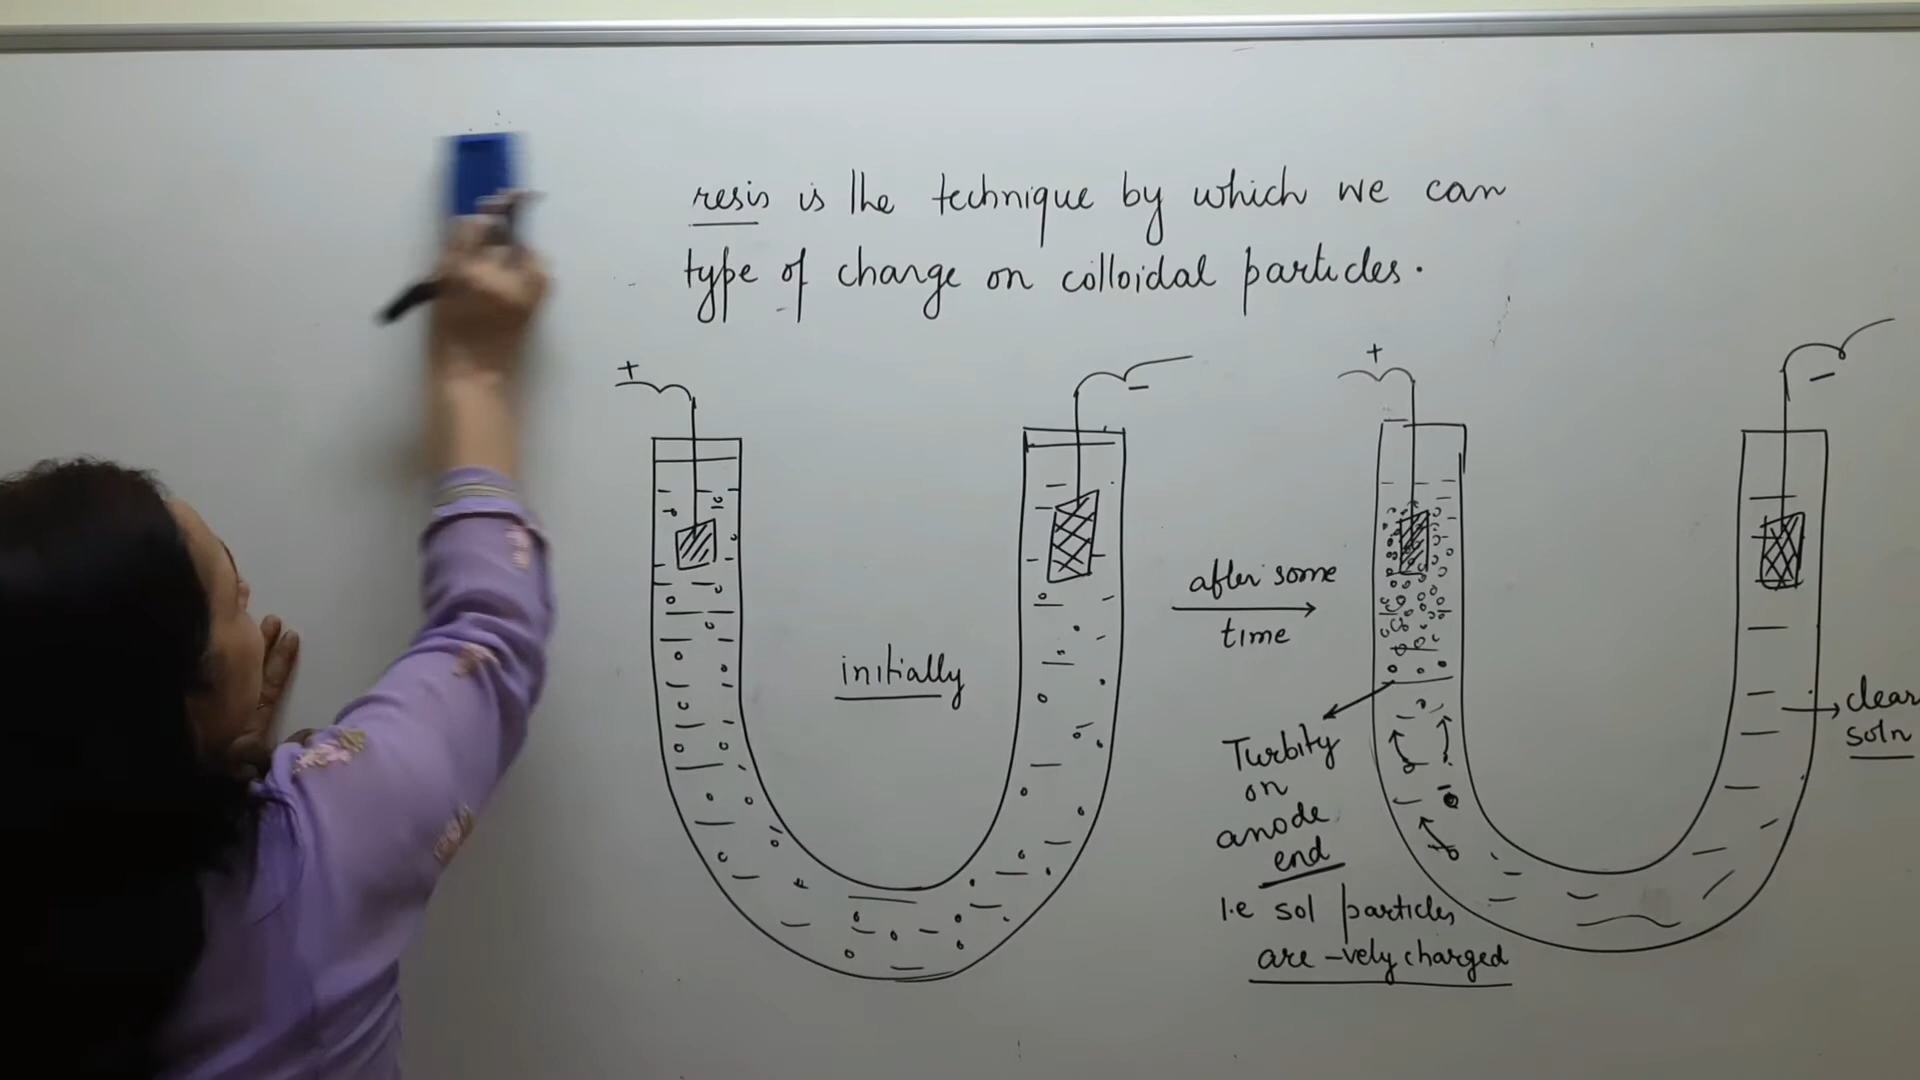 resis is the technique by which we can
type of change on colloidal particles.
+
-
initially
after some
time
+
-
clear
soln
Turbity
on
anode
end
i.e sol particles
are -vely charged